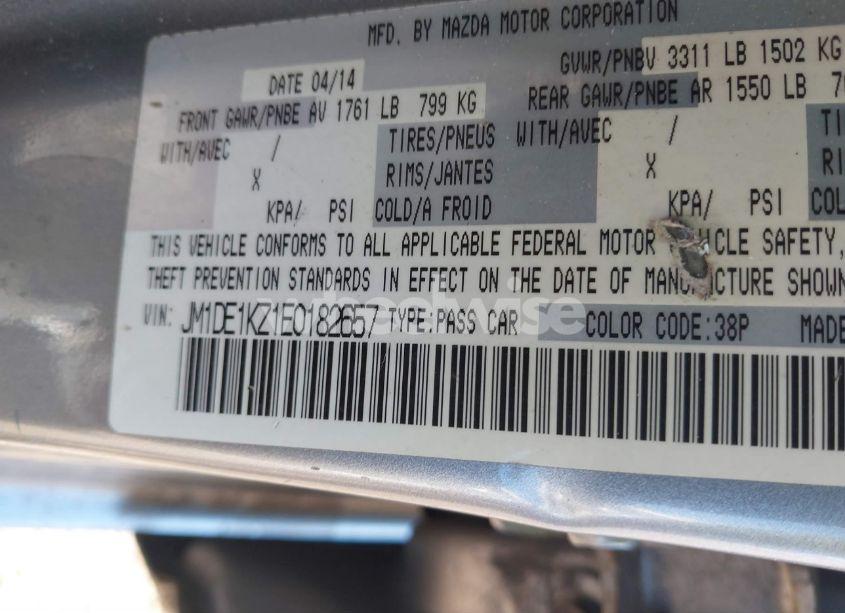 MFD. BY MAZDA MOTOR CORPORATION
DATE 04/14 GVWR/PNBV 3311 LB 1502 KG
FRONT GAWR/PNBE AV 1761 LB 799 KG REAR GAWR/PNBE AR 1550 LB
WITH/AVEC / TIRES/PNEUS WITH/AVEC /
X RIMS/JANTES X
KPA/ PSI COLD/A FROID KPA/ PSI
THIS VEHICLE CONFORMS TO ALL APPLICABLE FEDERAL MOTOR SAFETY,
THEFT PREVENTION STANDARDS IN EFFECT ON THE DATE OF SHOWN
VIN: JM1DE1KZ1E0182657 TYPE:PASS CAR COLOR CODE:38P MADE
wheelwise